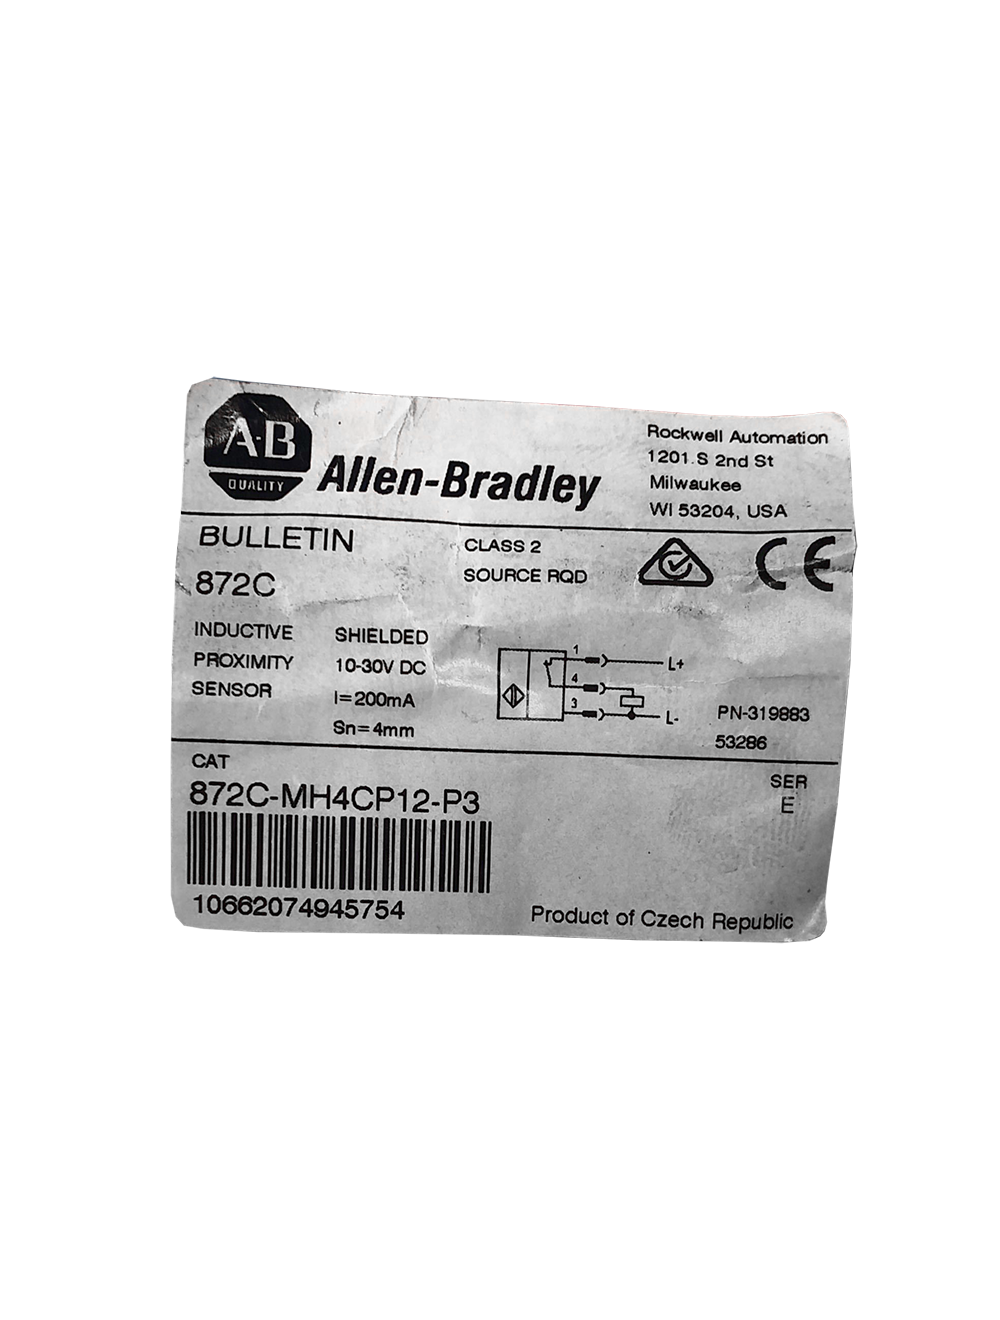 A-B
QUALITY
Allen-Bradley
Rockwell Automation
1201 S 2nd St
Milwaukee
WI 53204, USA
BULLETIN
872C
CLASS 2
SOURCE RQD
CE
INDUCTIVE
PROXIMITY
SENSOR
SHIELDED
10-30V DC
I=200mA
Sn=4mm
1
L+
4
3
L-
PN-319883
53286
CAT
872C-MH4CP12-P3
SER
E
10662074945754
Product of Czech Republic